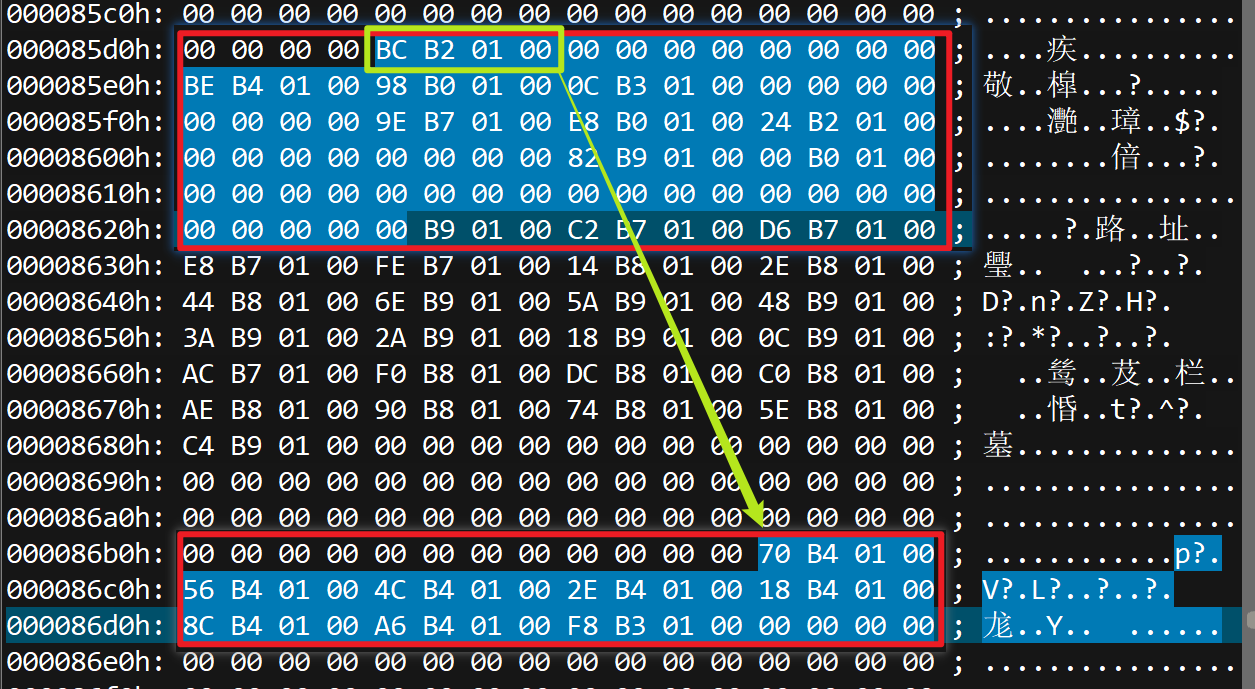 000085c0h: 00 00 00 00 00 00 00 00 00 00 00 00 00 00 00 00 ; ................
000085d0h: 00 00 00 00 BC B2 01 00 00 00 00 00 00 00 00 00 ; ....疾..........
000085e0h: BE B4 01 00 98 B0 01 00 0C B3 01 00 00 00 00 00 ; 敬..樟...?.....
000085f0h: 00 00 00 00 9E B7 01 00 E8 B0 01 00 24 B2 01 00 ; ....灔..璋..$?.
00008600h: 00 00 00 00 00 00 00 00 82 B9 01 00 00 B0 01 00 ; ........倍...?.
00008610h: 00 00 00 00 00 00 00 00 00 00 00 00 00 00 00 00 ; ................
00008620h: 00 00 00 00 00 B9 01 00 C2 B7 01 00 D6 B7 01 00 ; .....?.路..址..
00008630h: E8 B7 01 00 FE B7 01 00 14 B8 01 00 2E B8 01 00 ; 璺.. ...?..?.
00008640h: 44 B8 01 00 6E B9 01 00 5A B9 01 00 48 B9 01 00 ; D?.n?.Z?.H?.
00008650h: 3A B9 01 00 2A B9 01 00 18 B9 01 00 0C B9 01 00 ; :?.*?..?..?.
00008660h: AC B7 01 00 F0 B8 01 00 DC B8 01 00 C0 B8 01 00 ; ..鸶..芟..栏..
00008670h: AE B8 01 00 90 B8 01 00 74 B8 01 00 5E B8 01 00 ; ..惛..t?.^?.
00008680h: C4 B9 01 00 00 00 00 00 00 00 00 00 00 00 00 00 ; 墓..............
00008690h: 00 00 00 00 00 00 00 00 00 00 00 00 00 00 00 00 ; ................
000086a0h: 00 00 00 00 00 00 00 00 00 00 00 00 00 00 00 00 ; ................
000086b0h: 00 00 00 00 00 00 00 00 00 00 00 00 70 B4 01 00 ; ............p?.
000086c0h: 56 B4 01 00 4C B4 01 00 2E B4 01 00 18 B4 01 00 ; V?.L?..?..?.
000086d0h: 8C B4 01 00 A6 B4 01 00 F8 B3 01 00 00 00 00 00 ; ..Y.. ......
000086e0h: 00 00 00 00 00 00 00 00 00 00 00 00 00 00 00 00 ; ................